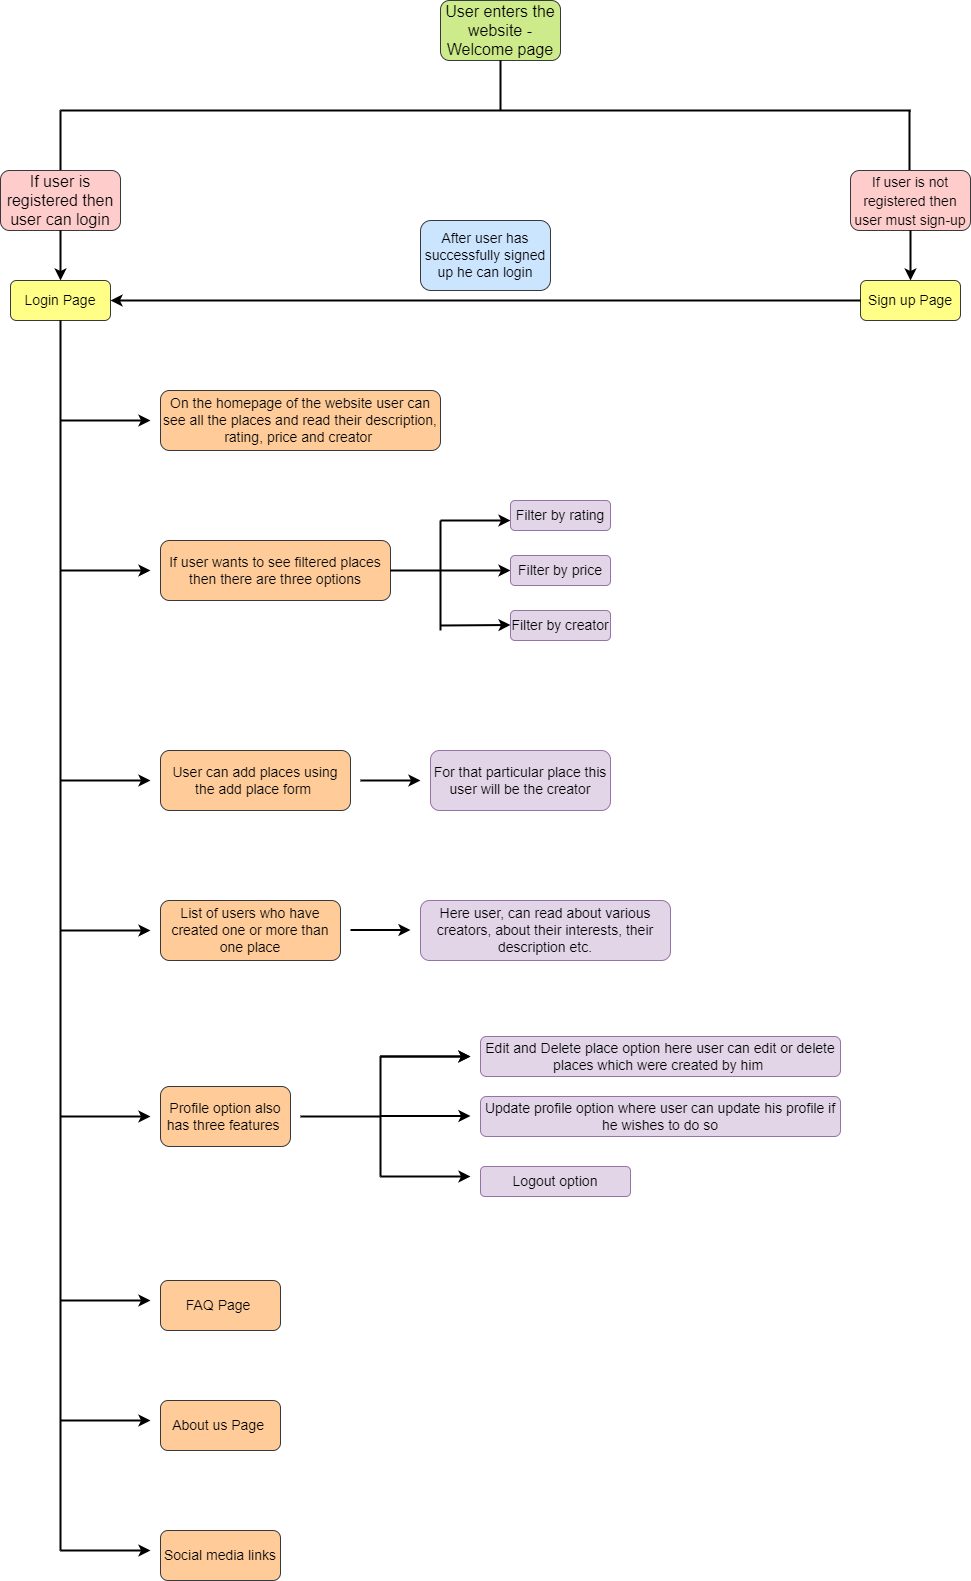 User enters the
website -
Welcome page
If user is
registered then
user can login
If user is not
registered then
user must sign-up
After user has
successfully signed
up he can login
Login Page
Sign up Page
On the homepage of the website user can
see all the places and read their description,
rating, price and creator
If user wants to see filtered places
then there are three options
Filter by rating
Filter by price
Filter by creator
User can add places using
the add place form
For that particular place this
user will be the creator
List of users who have
created one or more than
one place
Here user, can read about various
creators, about their interests, their
description etc.
Profile option also
has three features
Edit and Delete place option here user can edit or delete
places which were created by him
Update profile option where user can update his profile if
he wishes to do so
Logout option
FAQ Page
About us Page
Social media links